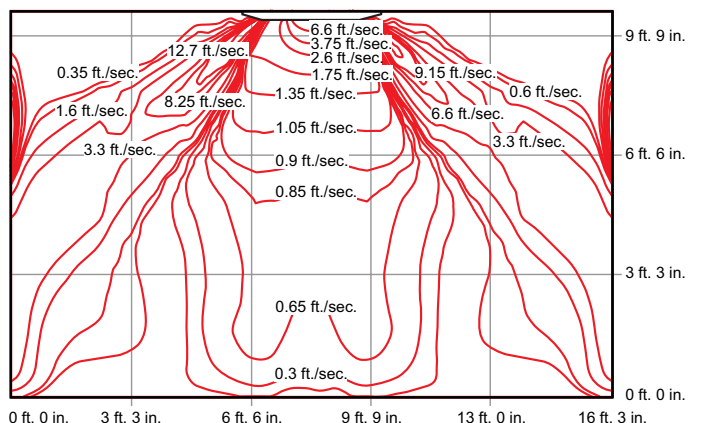 6.6 ft./sec.
9 ft. 9 in.
3.75 ft./sec.
12.7 ft./sec.
2.6 ft./sec.
0.35 ft./sec.
1.75 ft./sec.
9.15 ft./sec.
1.35 ft./sec.
0.6 ft./sec.
8.25 ft./sec.
1.6 ft./sec.
6.6 ft./sec.
1.05 ft./sec.
3.3 ft./sec.
3.3 ft./sec.
0.9 ft./sec.
6 ft. 6 in.
0.85 ft./sec.
3 ft. 3 in.
0.65 ft./sec.
0.3 ft./sec.
0 ft. 0 in.
0 ft. 0 in.
3 ft. 3 in.
6 ft. 6 in.
9 ft. 9 in.
13 ft. 0 in.
16 ft. 3 in.